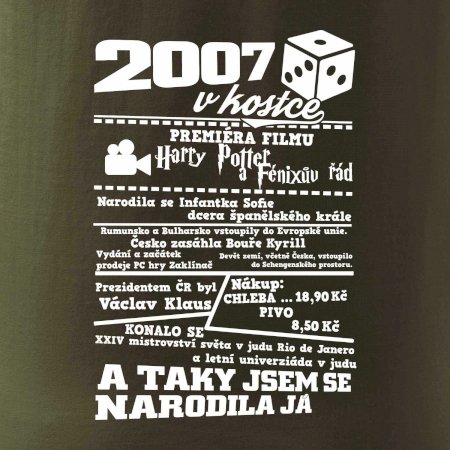 2007
v kostce
PREMIÉRA FILMU
Harry Potter
a Fénixův řád
Narodila se Infantka Sofie
dcera španělského krále
Rumunsko a Bulharsko vstoupily do Evropské unie.
Česko zasáhla Bouře Kyrill
Vydání a začátek
prodeje PC hry Zaklínač
Devět zemí, včetně Česka, vstoupilo
do Schengenského prostoru.
Prezidentem ČR byl
Václav Klaus
Nákup:
CHLEBA ... 18,90 Kč
PIVO
8,50 Kč
KONALO SE
XXIV mistrovství světa v judu Rio de Janero
a letní univerziáda v judu
A TAKY JSEM SE
NARODILA JÁ